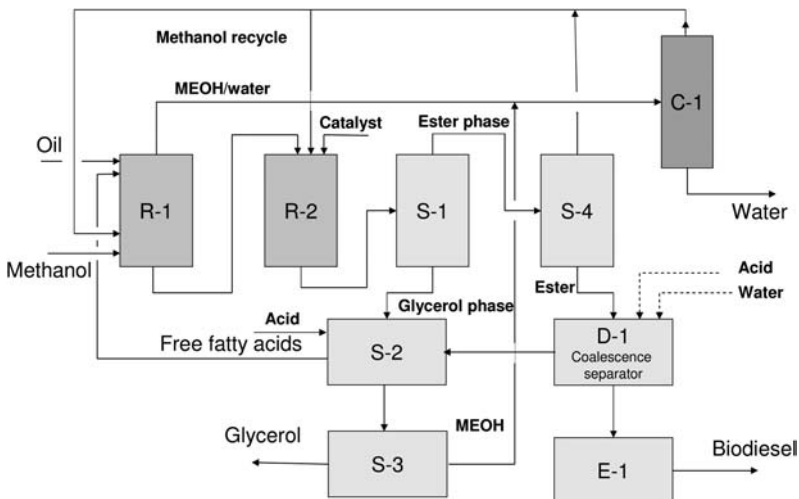 Methanol recycle
MEOH/water
C-1
Catalyst
Ester phase
Oil
R-1
R-2
S-1
S-4
Water
Methanol
Acid
Ester
Water
Glycerol phase
Acid
Free fatty acids
S-2
D-1
Coalescence
separator
MEOH
Glycerol
S-3
E-1
Biodiesel